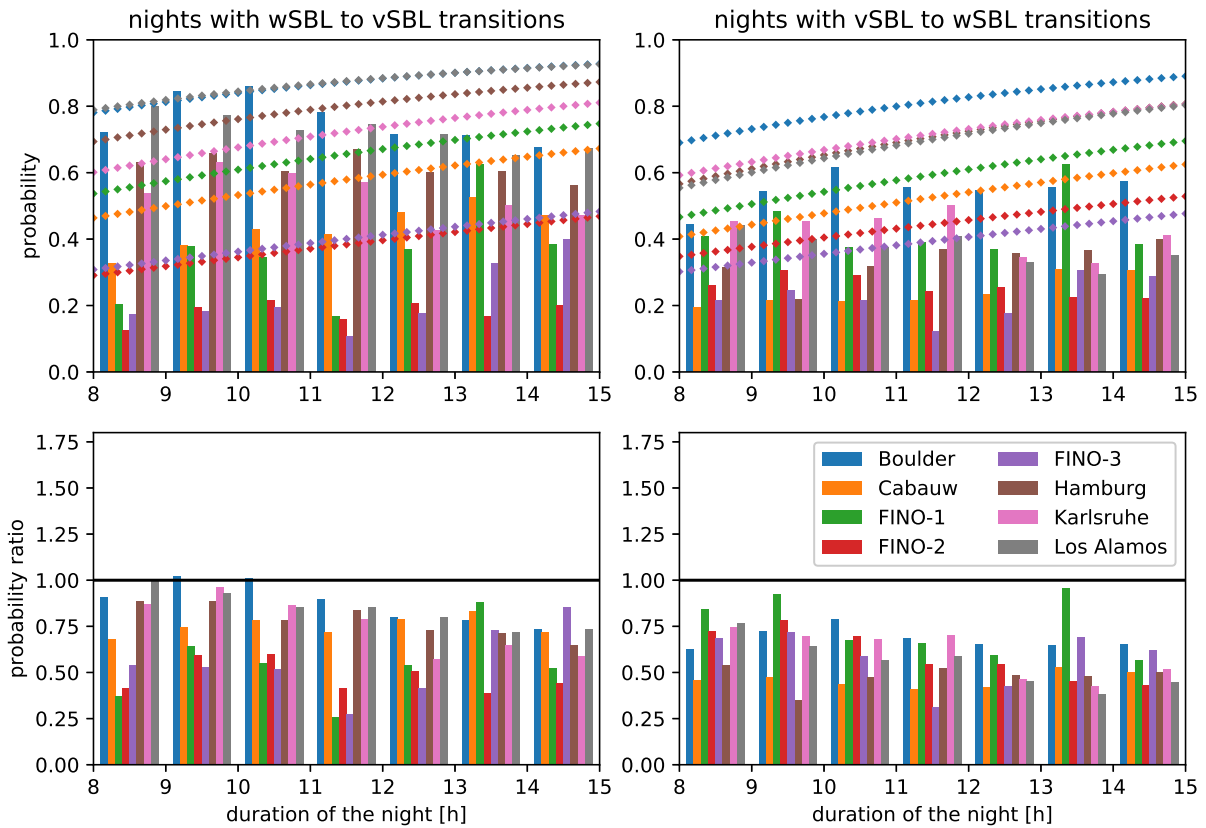 nights with wSBL to vSBL transitions
nights with vSBL to wSBL transitions
1.0
0.8
0.6
0.4
0.2
0.0
probability
8 9 10 11 12 13 14 15
1.0
0.8
0.6
0.4
0.2
0.0
8 9 10 11 12 13 14 15
1.75
1.50
1.25
1.00
0.75
0.50
0.25
0.00
probability ratio
8 9 10 11 12 13 14 15
duration of the night [h]
1.75
1.50
1.25
1.00
0.75
0.50
0.25
0.00
Boulder
Cabauw
FINO-1
FINO-2
FINO-3
Hamburg
Karlsruhe
Los Alamos
8 9 10 11 12 13 14 15
duration of the night [h]